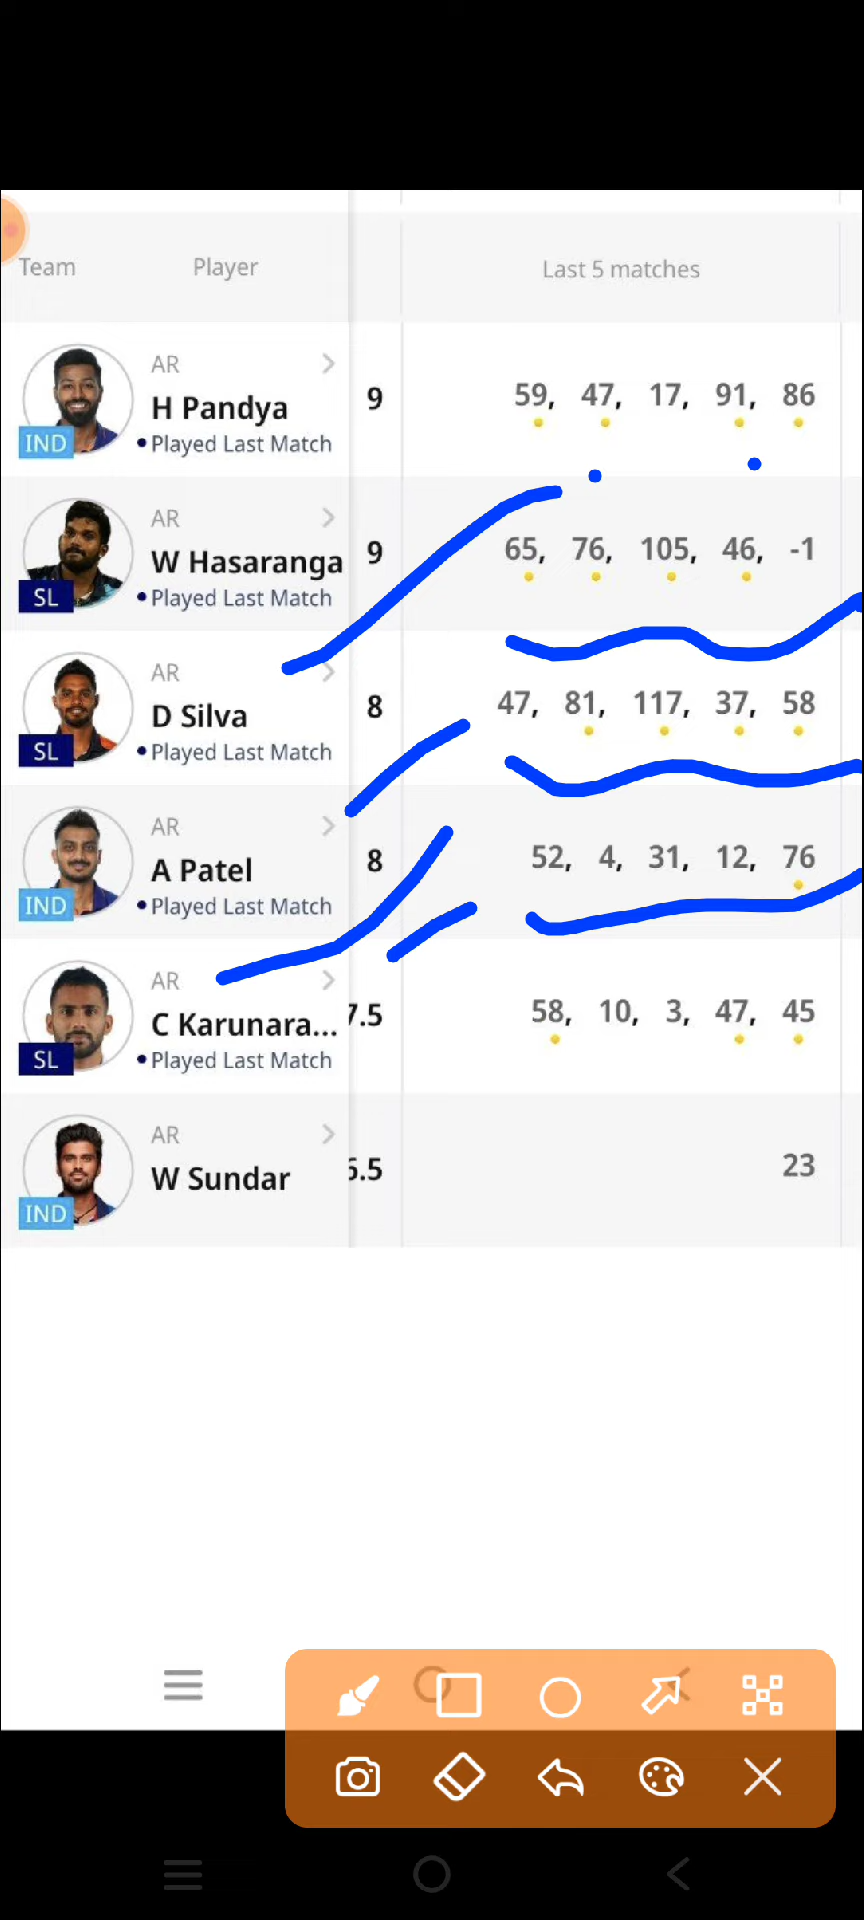 Team Player Last 5 matches
AR
H Pandya 9 59, 47, 17, 91, 86
IND • Played Last Match
AR
W Hasaranga 9 65, 76, 105, 46, -1
SL • Played Last Match
AR
D Silva 8 47, 81, 117, 37, 58
SL • Played Last Match
AR
A Patel 8 52, 4, 31, 12, 76
IND • Played Last Match
AR
C Karunara... 7.5 58, 10, 3, 47, 45
SL • Played Last Match
AR
W Sundar 6.5 23
IND